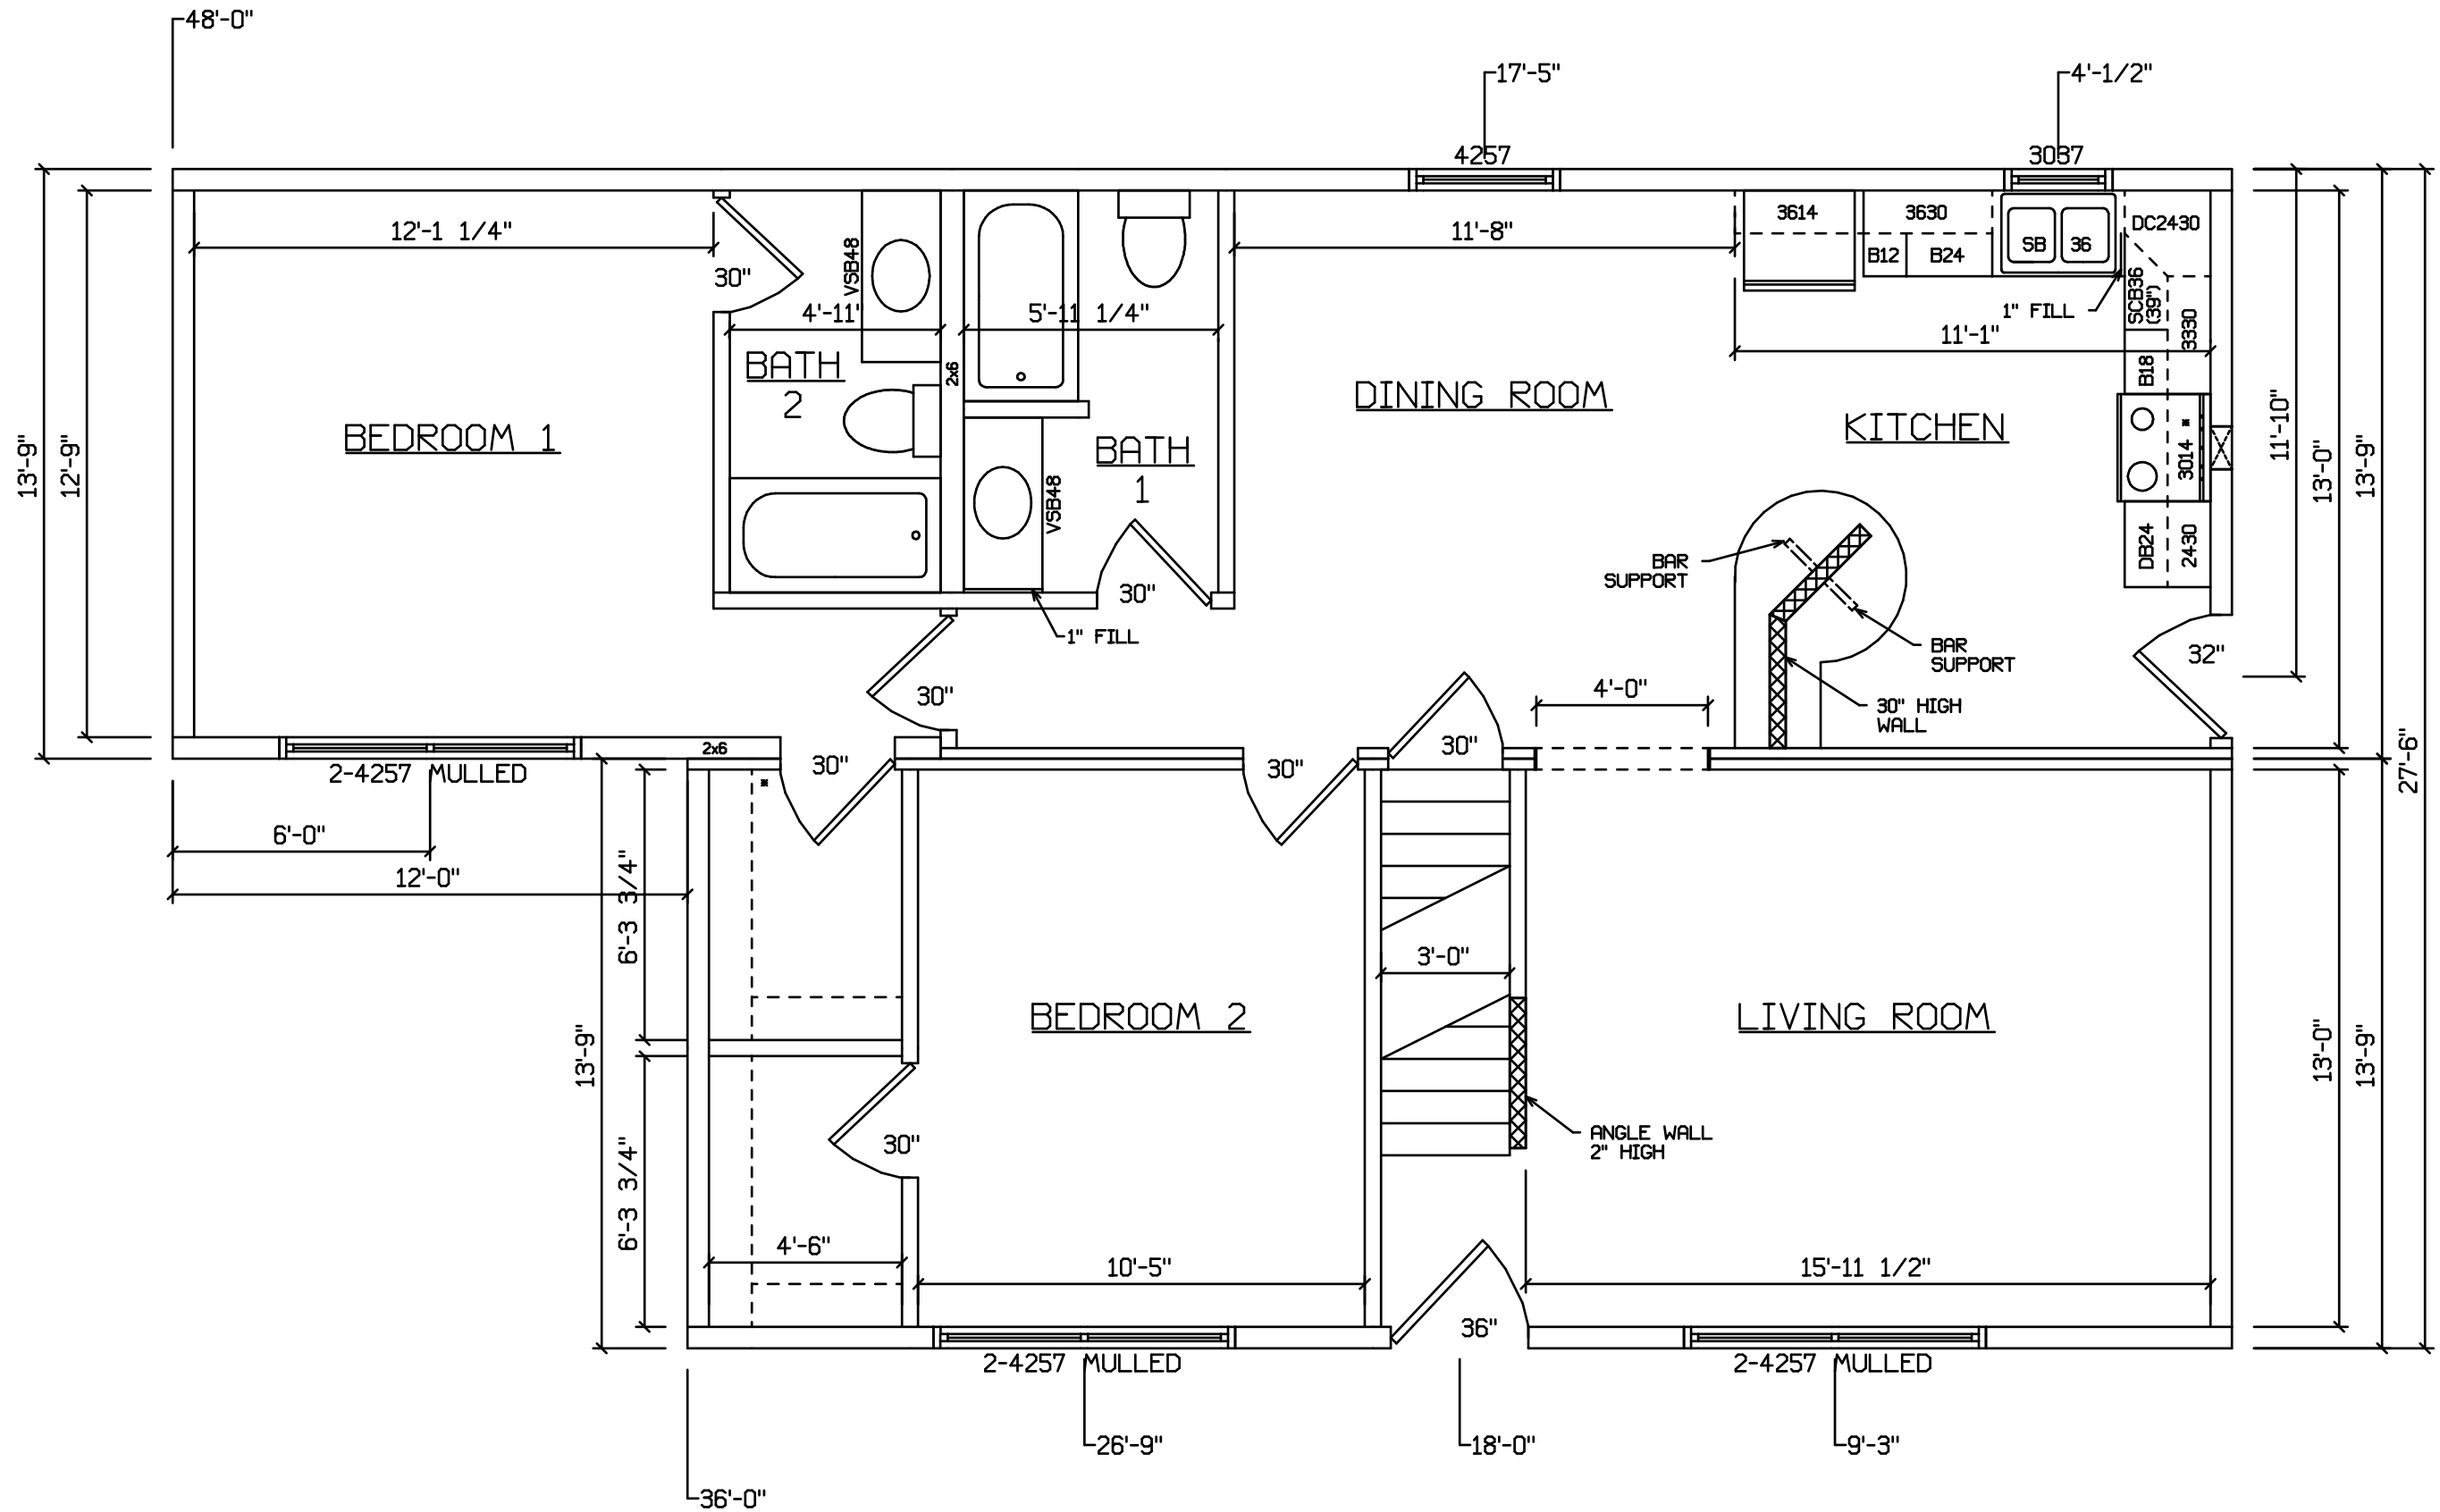 48'-0"
17'-5"
4'-1/2"
4257
3037
12'-1 1/4"
30"
VSB48
4'-11"
5'-11 1/4"
11'-8"
3614
3630
B12
B24
SB 36
DC2430
SCB36
(39")
1" FILL
3330
11'-1"
B18
BATH
2
2x6
DINING ROOM
KITCHEN
BEDROOM 1
BATH
1
VSB48
3014 *
DB24
2430
13'-9"
12'-9"
11'-10"
13'-0"
13'-9"
27'-6"
BAR
SUPPORT
30"
1" FILL
BAR
SUPPORT
32"
30"
4'-0"
30" HIGH
WALL
2x6
30"
30"
30"
2-4257 MULLED
*
6'-0"
12'-0"
6'-3 3/4"
3'-0"
BEDROOM 2
LIVING ROOM
13'-9"
13'-0"
13'-9"
30"
6'-3 3/4"
ANGLE WALL
2" HIGH
4'-6"
10'-5"
15'-11 1/2"
36"
2-4257 MULLED
2-4257 MULLED
26'-9"
18'-0"
9'-3"
36'-0"